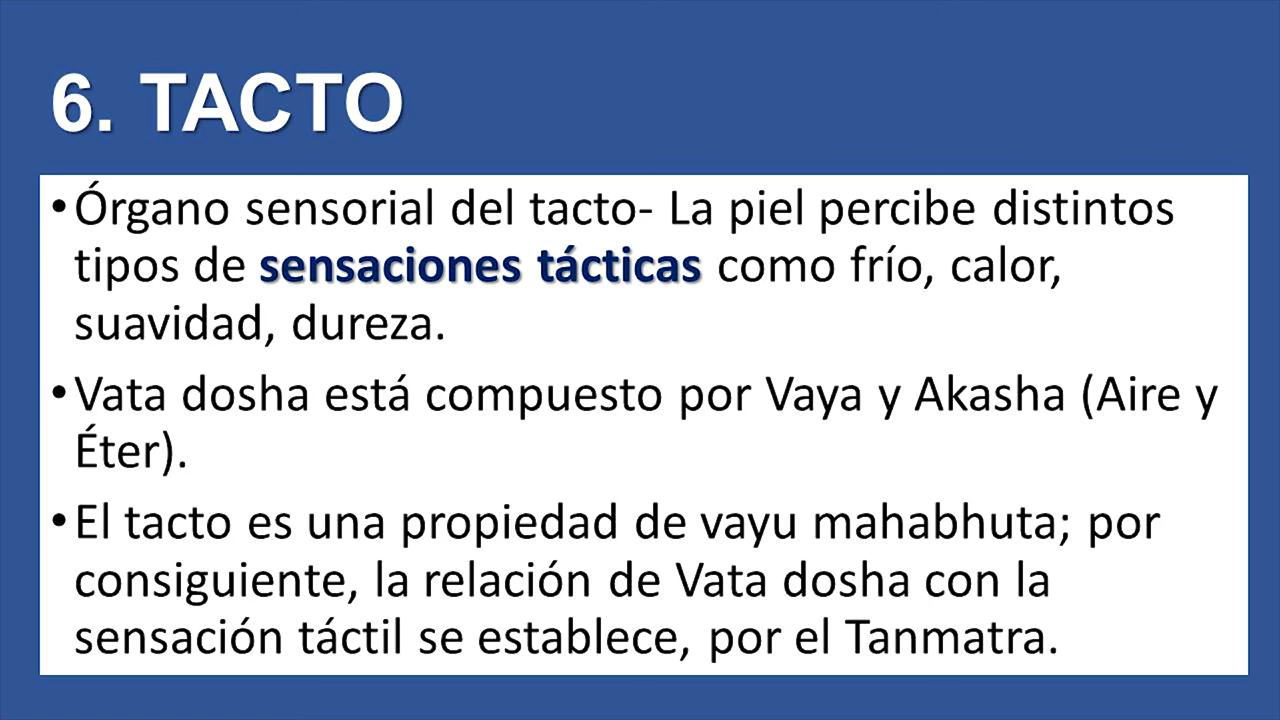 6. TACTO
•Órgano sensorial del tacto- La piel percibe distintos
tipos de sensaciones tácticas como frío, calor,
suavidad, dureza.
•Vata dosha está compuesto por Vaya y Akasha (Aire y
Éter).
•El tacto es una propiedad de vayu mahabhuta; por
consiguiente, la relación de Vata dosha con la
sensación táctil se establece, por el Tanmatra.